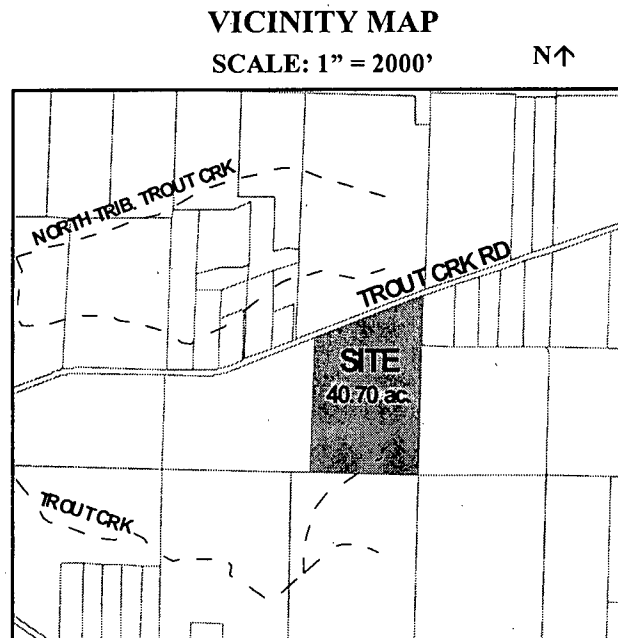 VICINITY MAP
SCALE: 1” = 2000’
N↑
NORTH TRIB. TROUT CRK
TROUT CRK RD
SITE
40.70 ac.
TROUT CRK